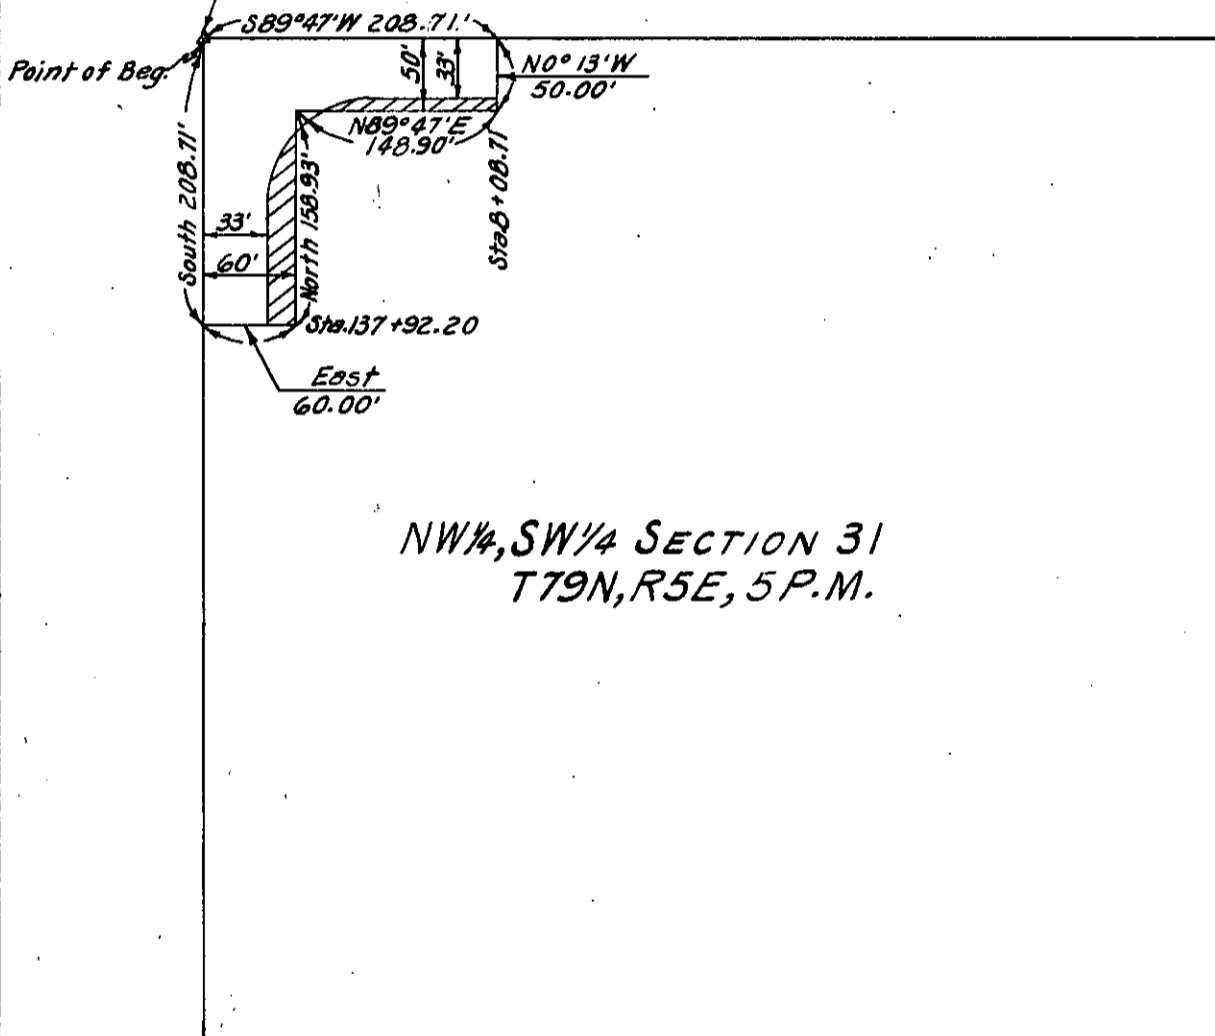 S89°47'W 208.71'
Point of Beg.
50'
33'
N0°13'W
50.00'
N89°47'E
148.90'
South 208.71'
North 158.93'
Sta 8+08.71
33'
60'
Sta. 137+92.20
East
60.00'
NW¼, SW¼ SECTION 31
T79N, R5E, 5 P.M.